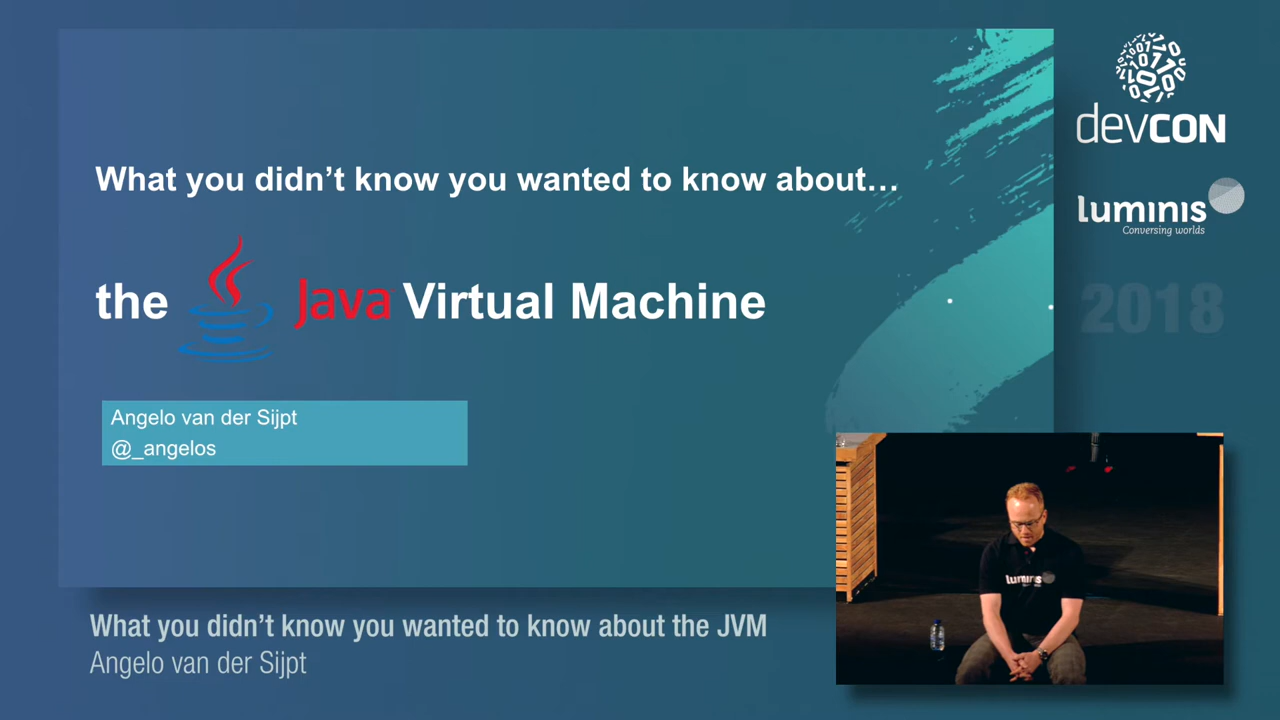 What you didn’t know you wanted to know about…
the Java Virtual Machine
Angelo van der Sijpt
@_angelos
devCON
luminis
Conversing worlds
2018
luminis
What you didn’t know you wanted to know about the JVM
Angelo van der Sijpt